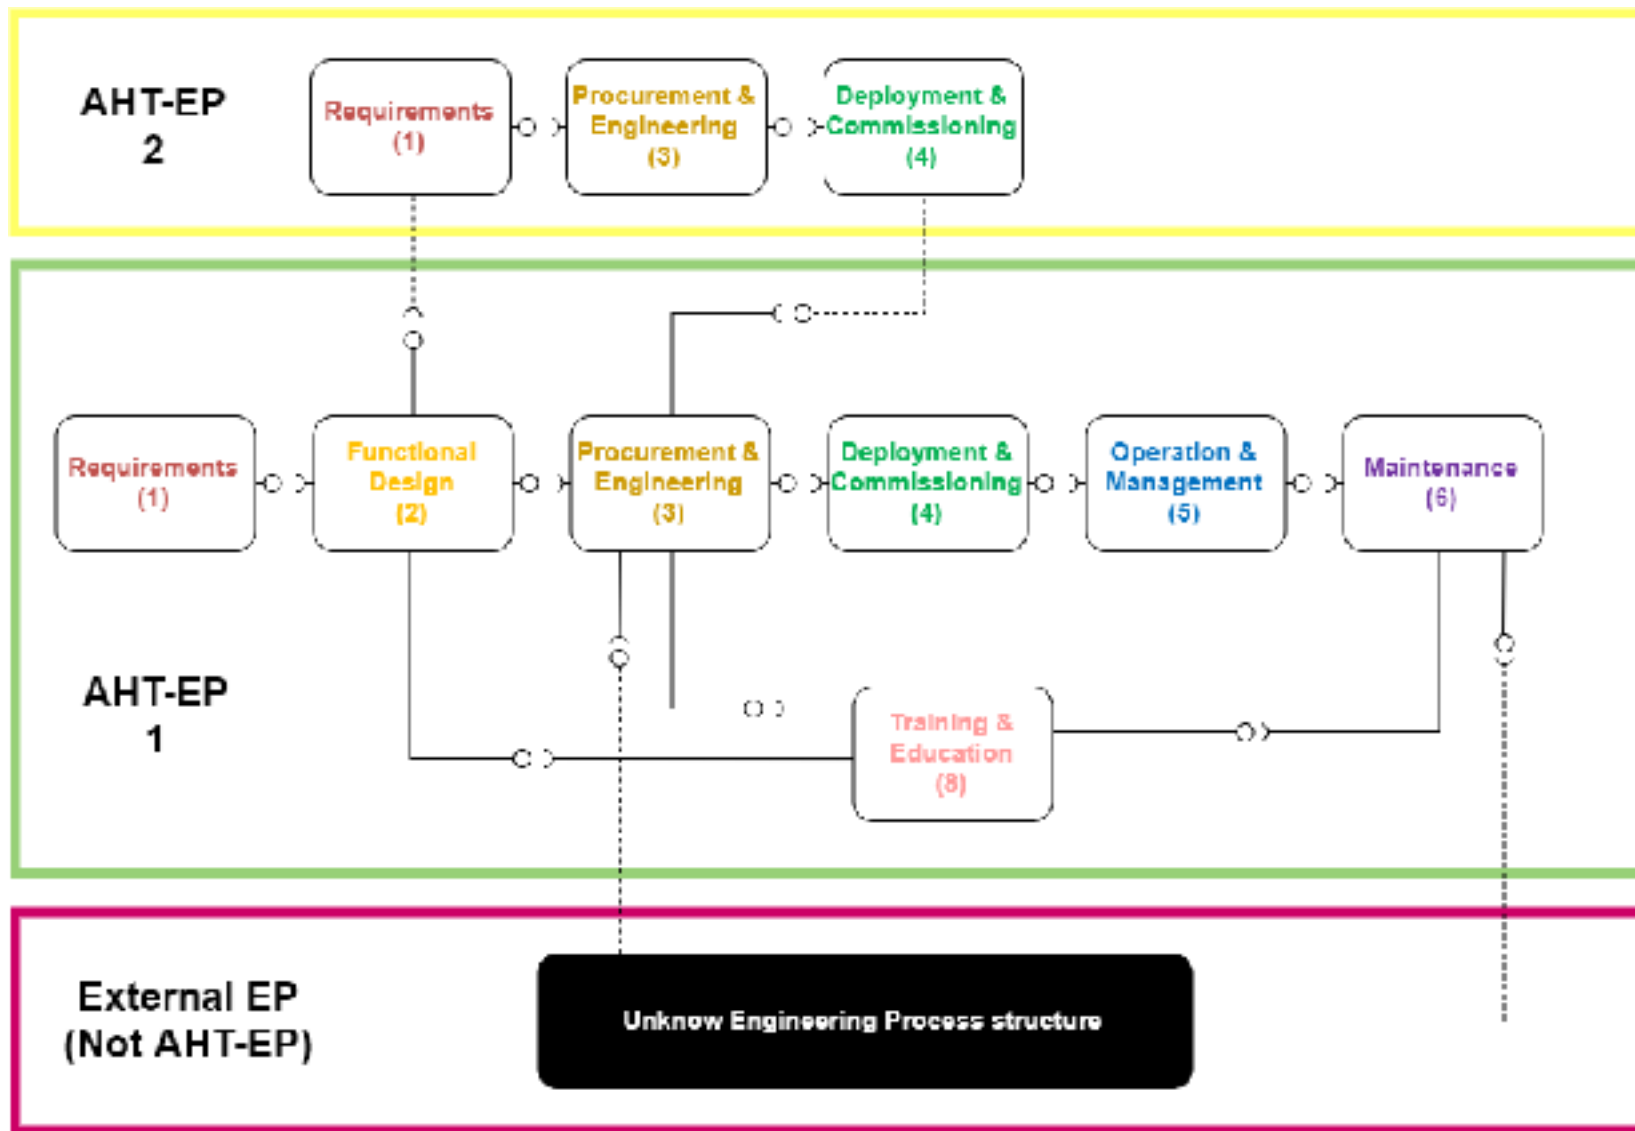 AHT-EP
2
Requirements
(1)
Procurement &
Engineering
(3)
Deployment &
Commissioning
(4)
Requirements
(1)
Functional
Design
(2)
Procurement &
Engineering
(3)
Deployment &
Commissioning
(4)
Operation &
Management
(5)
Maintenance
(6)
AHT-EP
1
Training &
Education
(8)
External EP
(Not AHT-EP)
Unknow Engineering Process structure